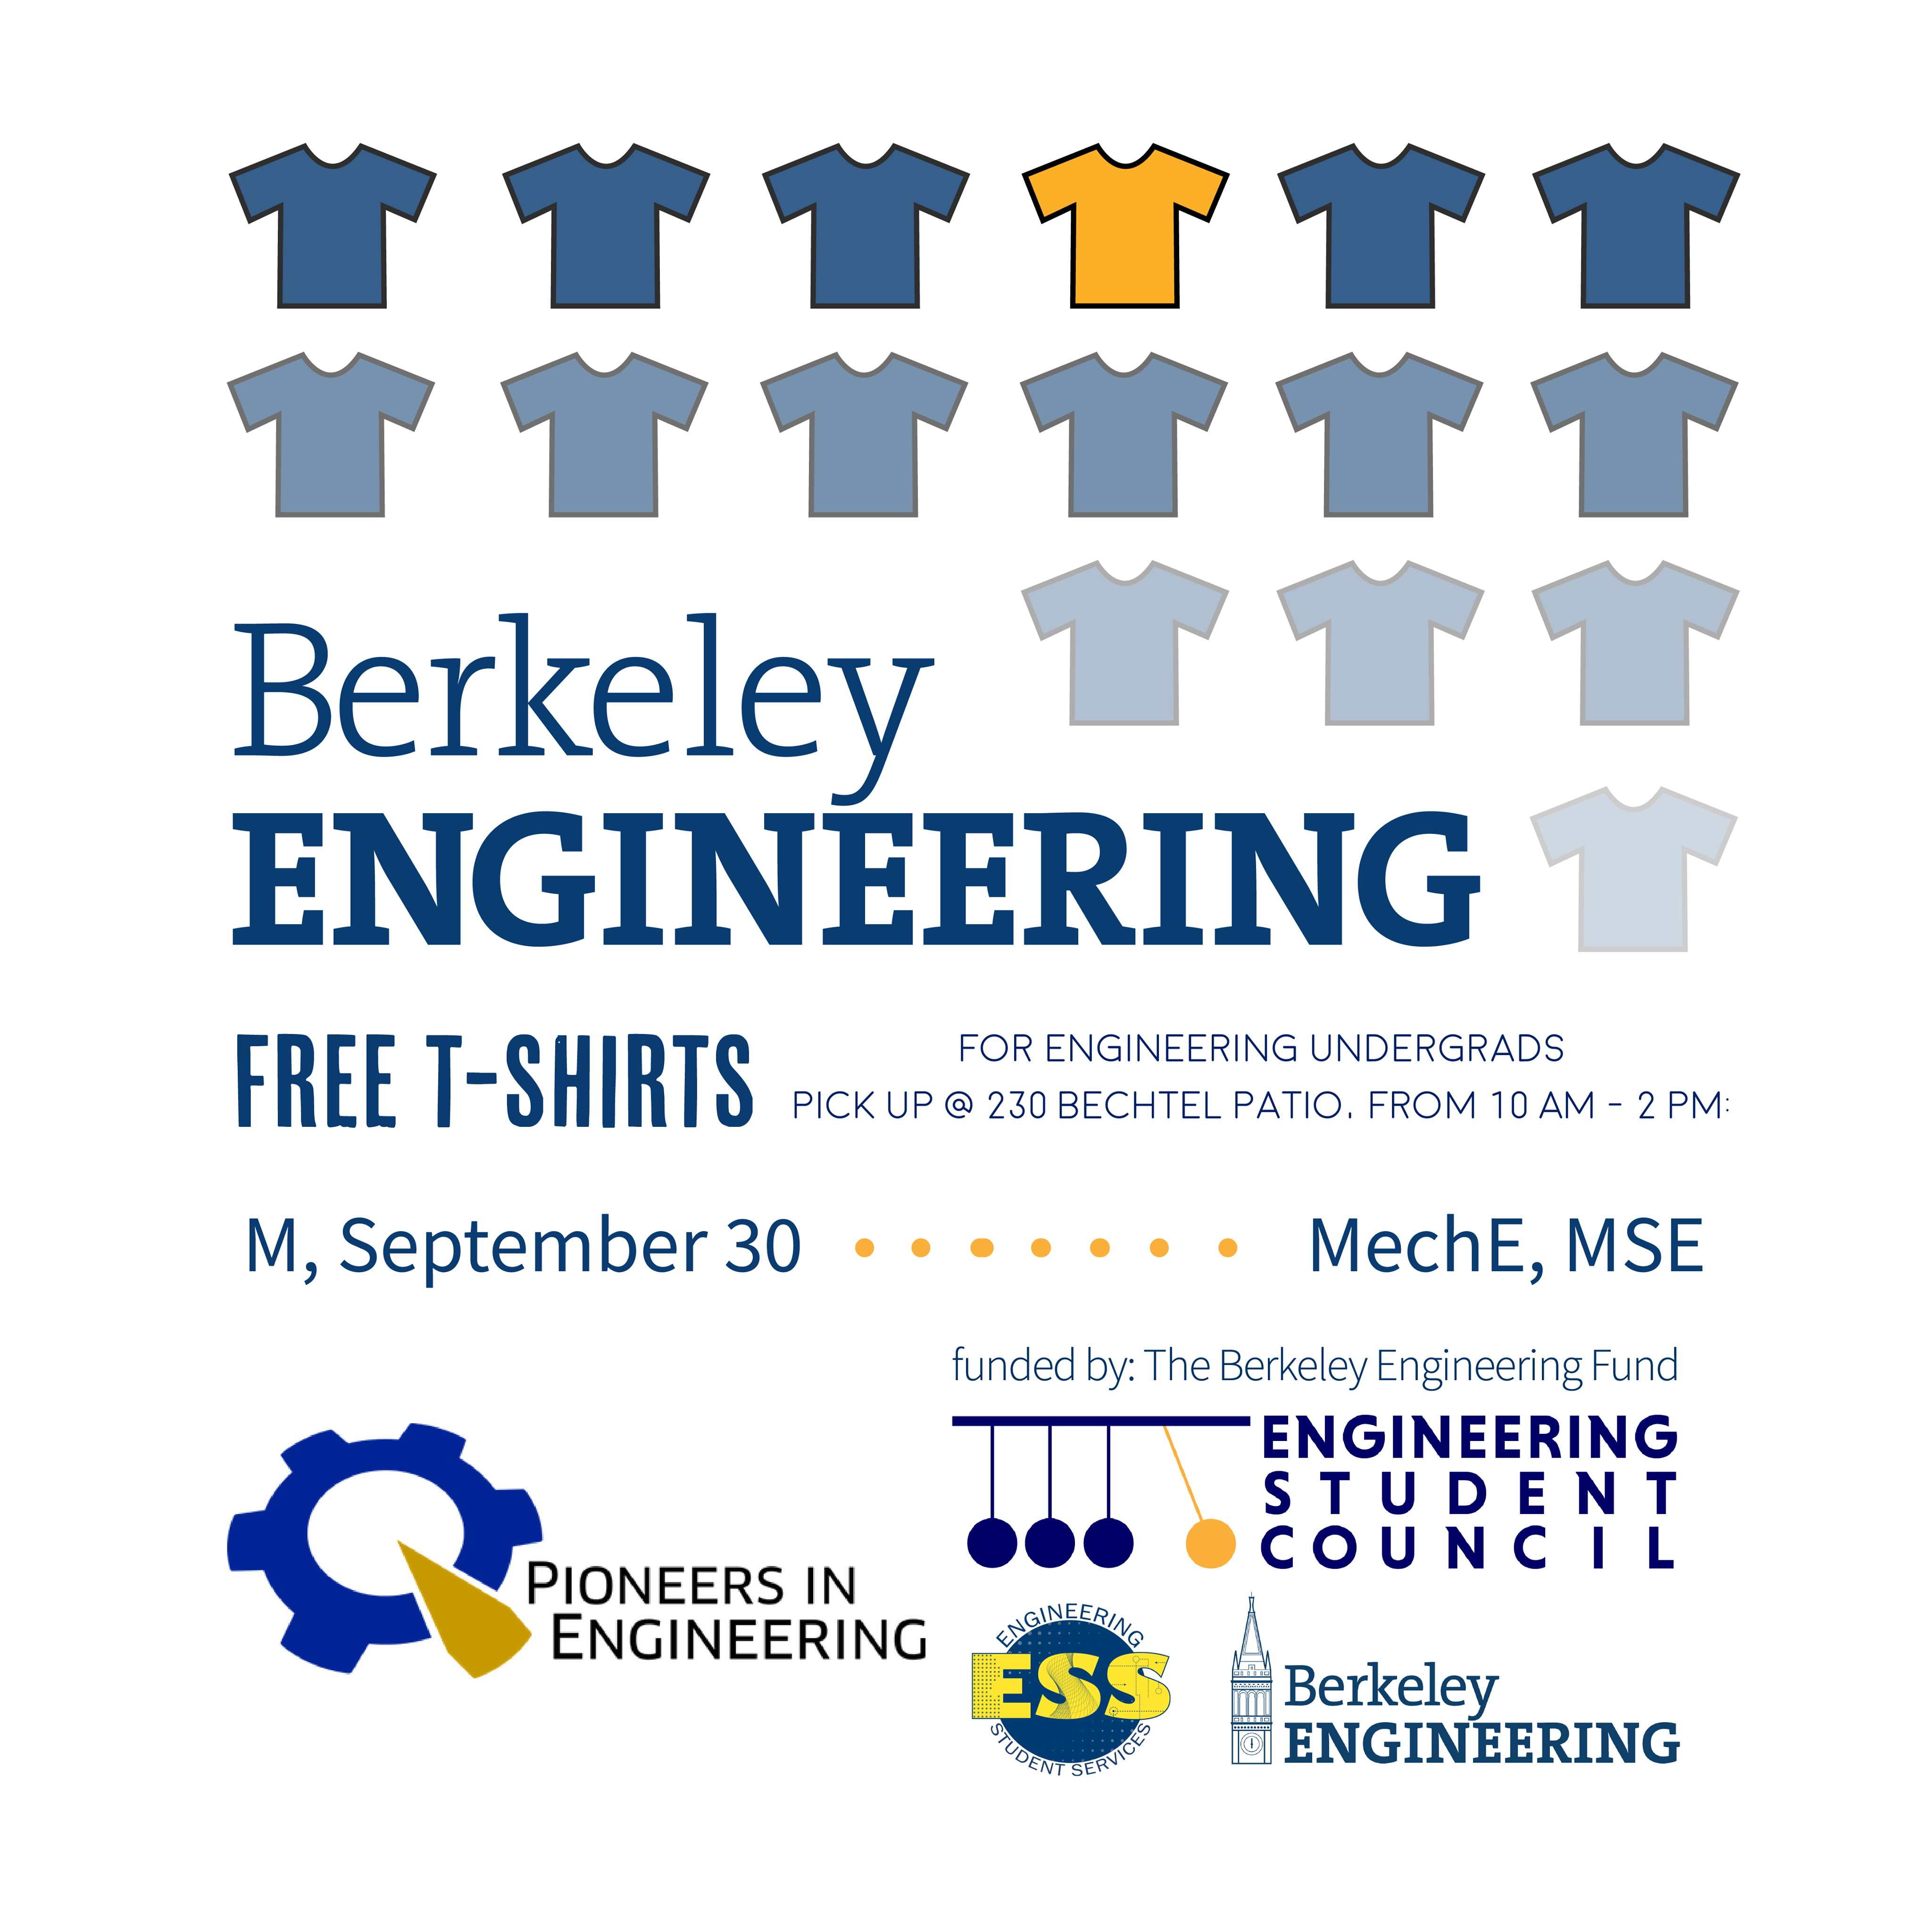 Berkeley
ENGINEERING
FREE T-SHIRTS
FOR ENGINEERING UNDERGRADS
PICK UP @ 230 BECHTEL PATIO, FROM 10 AM - 2 PM:
M, September 30
MechE, MSE
funded by: The Berkeley Engineering Fund
PIONEERS IN
ENGINEERING
ENGINEERING
STUDENT
COUNCIL
ENGINEERING
ESS
STUDENT SERVICES
Berkeley
ENGINEERING